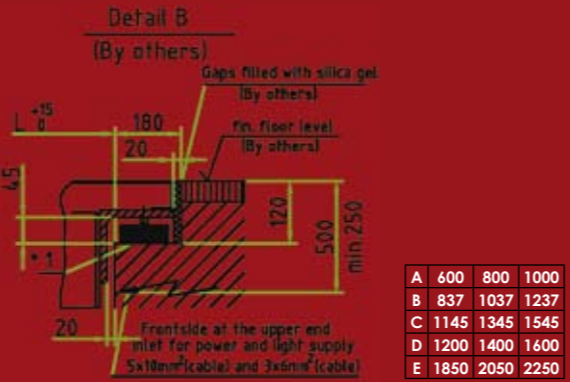 Detail B
(By others)
Gaps filled with silica gel
(By others)
L +15 0
180
fin. floor level
(By others)
20
45
120
500
min.250
*1
20
Frontside at the upper end
inlet for power and light supply
5x10mm²(cable) and 3x6mm²(cable)
A 600 800 1000
B 837 1037 1237
C 1145 1345 1545
D 1200 1400 1600
E 1850 2050 2250